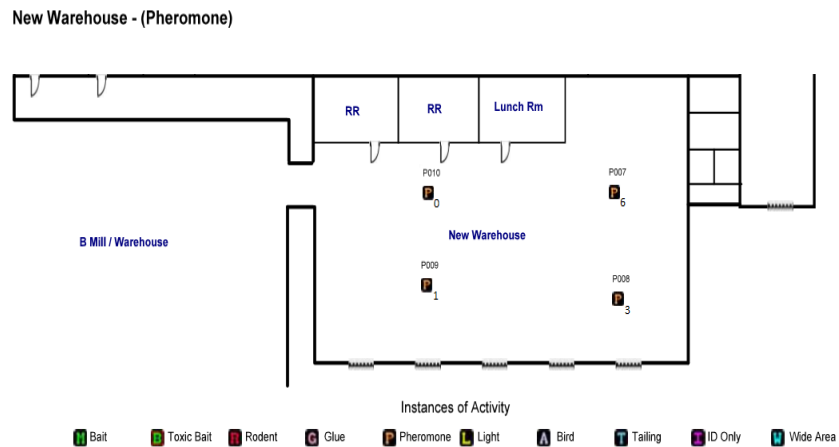 New Warehouse - (Pheromone)
RR
RR
Lunch Rm
P010
P 0
P007
P 6
B Mill / Warehouse
New Warehouse
P009
P 1
P008
P 3
Instances of Activity
M Bait
B Toxic Bait
R Rodent
G Glue
P Pheromone
L Light
A Bird
T Tailing
I ID Only
W Wide Area